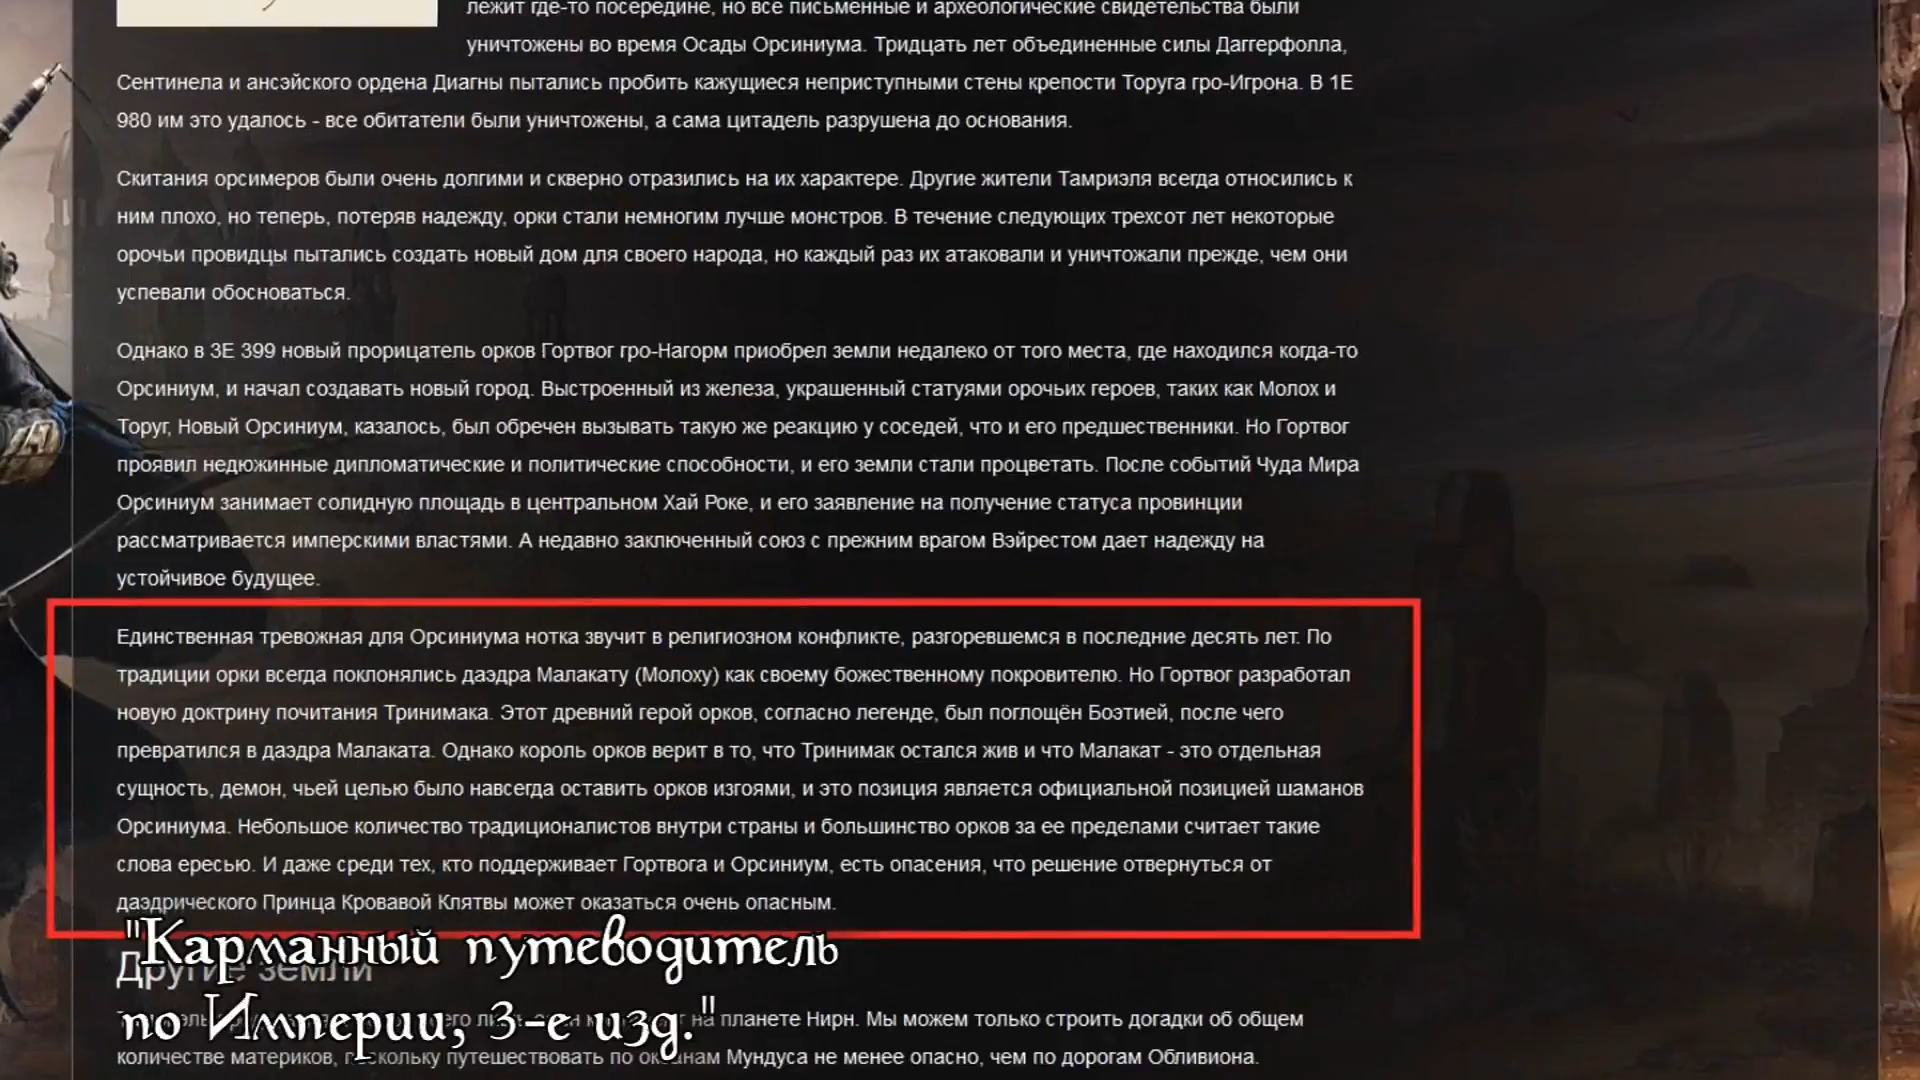 лежит где-то посередине, но все письменные и археологические свидетельства были
уничтожены во время Осады Орсиниума. Тридцать лет объединенные силы Даггерфолла,
Сентинела и ансэйского ордена Диагны пытались пробить кажущиеся неприступными стены крепости Торуга гро-Игрона. В 1Е
980 им это удалось - все обитатели были уничтожены, а сама цитадель разрушена до основания.
Скитания орсимеров были очень долгими и скверно отразились на их характере. Другие жители Тамриэля всегда относились к
ним плохо, но теперь, потеряв надежду, орки стали немногим лучше монстров. В течение следующих трехсот лет некоторые
орочьи провидцы пытались создать новый дом для своего народа, но каждый раз их атаковали и уничтожали прежде, чем они
успевали обосноваться.
Однако в 3Е 399 новый прорицатель орков Гортвог гро-Нагорм приобрел земли недалеко от того места, где находился когда-то
Орсиниум, и начал создавать новый город. Выстроенный из железа, украшенный статуями орочьих героев, таких как Молох и
Торуг, Новый Орсиниум, казалось, был обречен вызывать такую же реакцию у соседей, что и его предшественники. Но Гортвог
проявил недюжинные дипломатические и политические способности, и его земли стали процветать. После событий Чуда Мира
Орсиниум занимает солидную площадь в центральном Хай Роке, и его заявление на получение статуса провинции
рассматривается имперскими властями. А недавно заключенный союз с прежним врагом Вэйрестом дает надежду на
устойчивое будущее.
Единственная тревожная для Орсиниума нотка звучит в религиозном конфликте, разгоревшемся в последние десять лет. По
традиции орки всегда поклонялись даэдра Малакату (Молоху) как своему божественному покровителю. Но Гортвог разработал
новую доктрину почитания Тринимака. Этот древний герой орков, согласно легенде, был поглощён Боэтией, после чего
превратился в даэдра Малаката. Однако король орков верит в то, что Тринимак остался жив и что Малакат - это отдельная
сущность, демон, чьей целью было навсегда оставить орков изгоями, и это позиция является официальной позицией шаманов
Орсиниума. Небольшое количество традиционалистов внутри страны и большинство орков за ее пределами считает такие
слова ересью. И даже среди тех, кто поддерживает Гортвога и Орсиниум, есть опасения, что решение отвернуться от
даэдрического Принца Кровавой Клятвы может оказаться очень опасным.
"Карманный путеводитель
по Империи, 3-е изд."
Другие земли
на планете Нирн. Мы можем только строить догадки об общем
количестве материков, поскольку путешествовать по океанам Мундуса не менее опасно, чем по дорогам Обливиона.